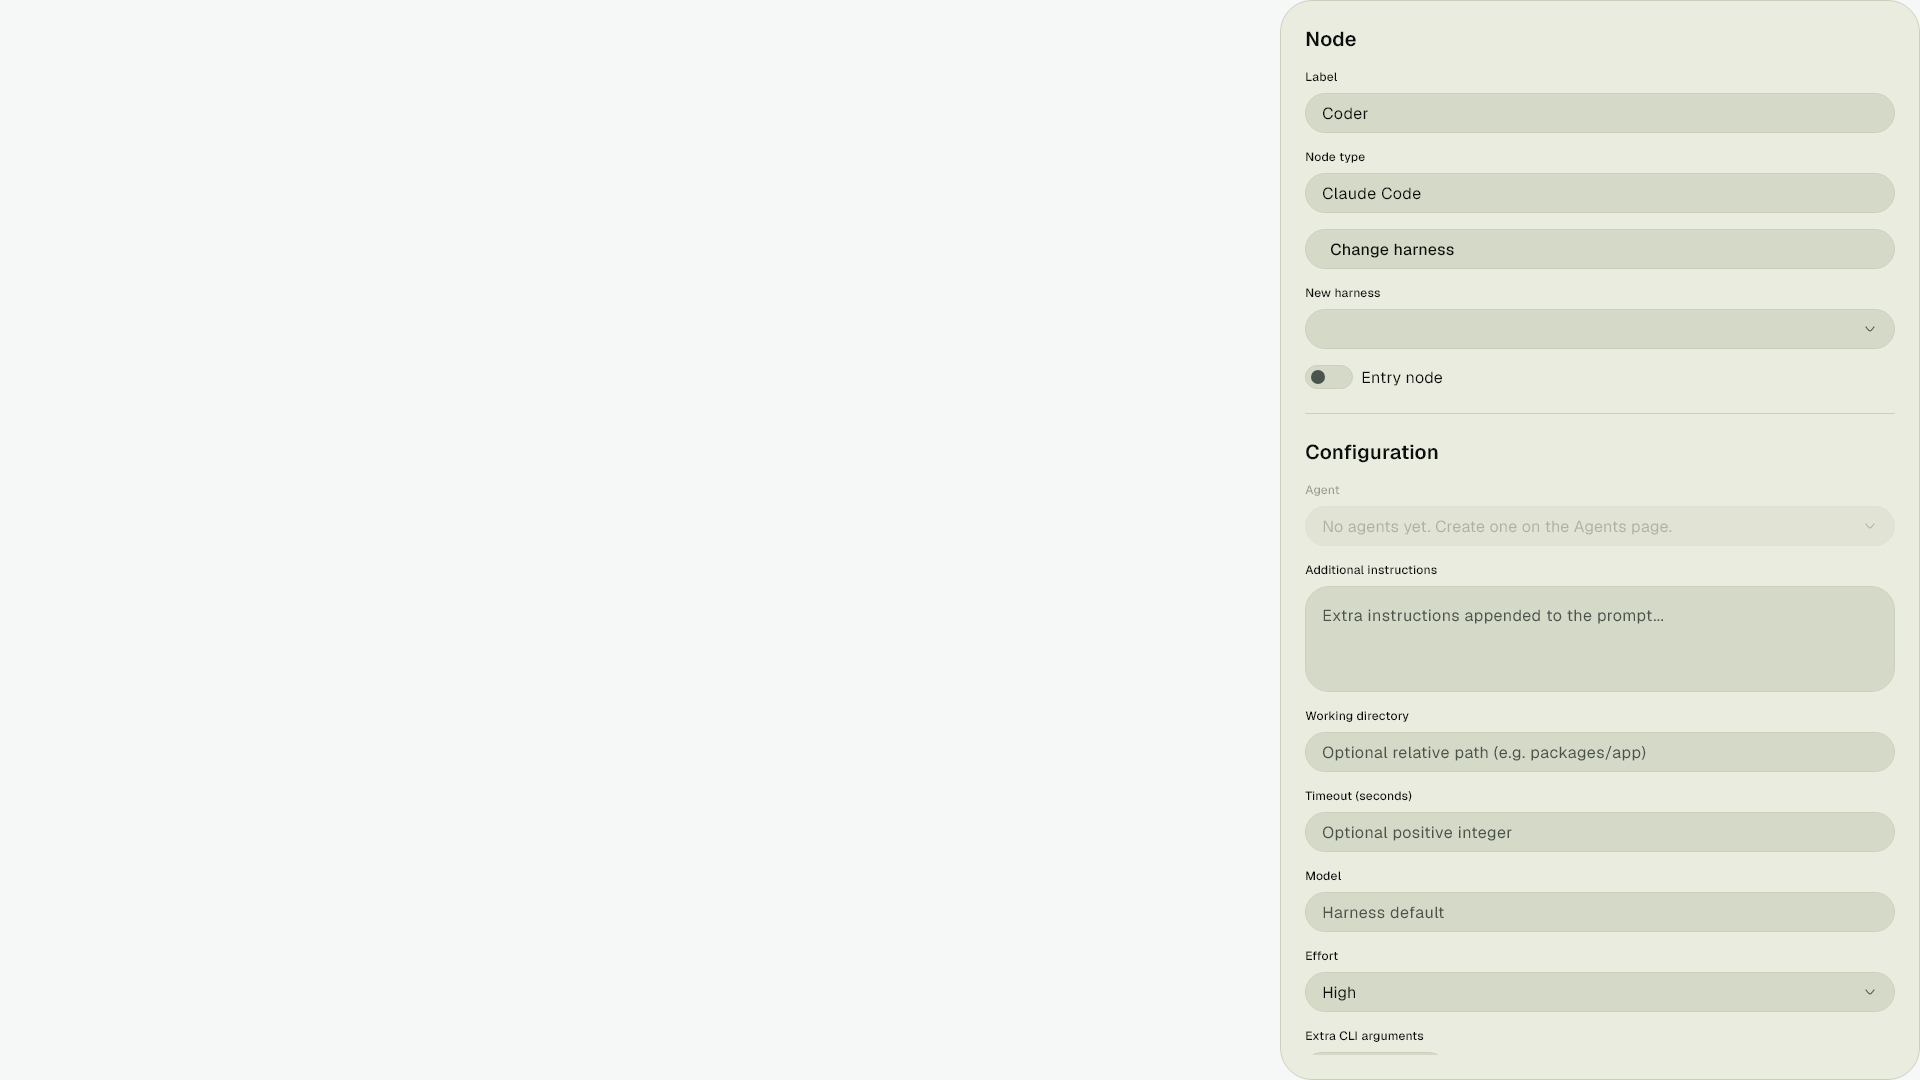 Node
Label
Coder
Node type
Claude Code
Change harness
New harness
Entry node
Configuration
Agent
No agents yet. Create one on the Agents page.
Additional instructions
Extra instructions appended to the prompt...
Working directory
Optional relative path (e.g. packages/app)
Timeout (seconds)
Optional positive integer
Model
Harness default
Effort
High
Extra CLI arguments